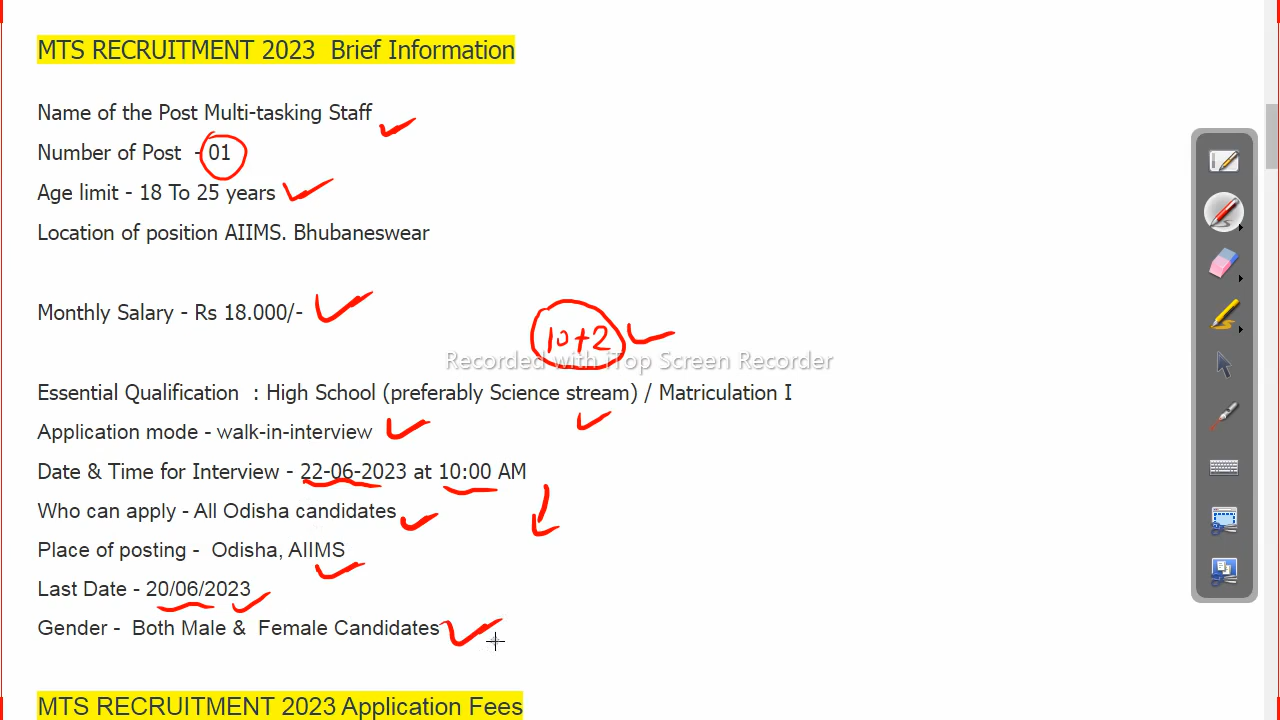 MTS RECRUITMENT 2023 Brief Information
Name of the Post Multi-tasking Staff
Number of Post - 01
Age limit - 18 To 25 years
Location of position AIIMS. Bhubaneswear
Monthly Salary - Rs 18.000/-
10+2
Recorded with iTop Screen Recorder
Essential Qualification : High School (preferably Science stream) / Matriculation I
Application mode - walk-in-interview
Date & Time for Interview - 22-06-2023 at 10:00 AM
Who can apply - All Odisha candidates
Place of posting - Odisha, AIIMS
Last Date - 20/06/2023
Gender - Both Male & Female Candidates
MTS RECRUITMENT 2023 Application Fees